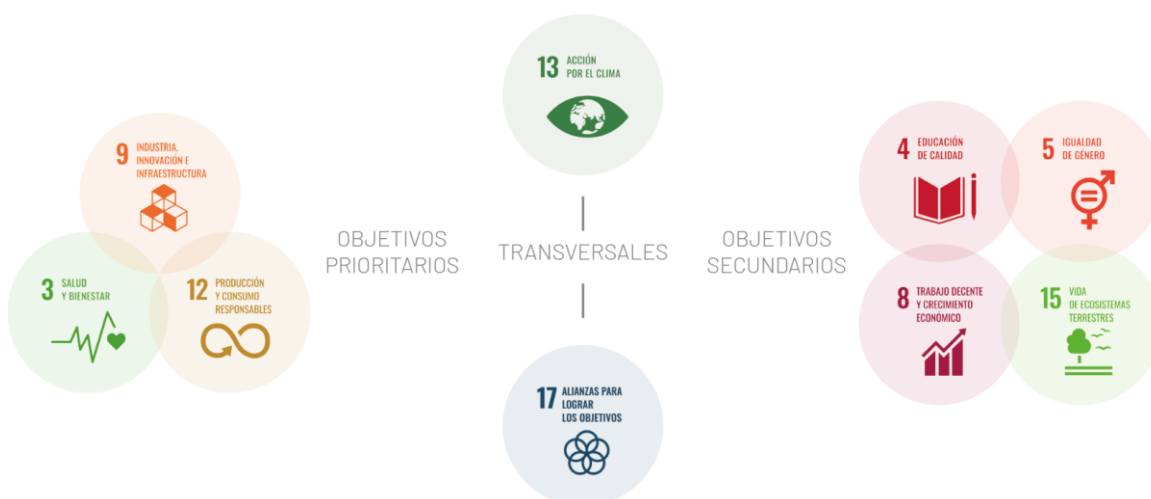 13 ACCIÓN
POR EL CLIMA
9 INDUSTRIA,
INNOVACIÓN E
INFRAESTRUCTURA
3 SALUD
Y BIENESTAR
12 PRODUCCIÓN
Y CONSUMO
RESPONSABLES
OBJETIVOS
PRIORITARIOS
TRANSVERSALES
OBJETIVOS
SECUNDARIOS
4 EDUCACIÓN
DE CALIDAD
5 IGUALDAD
DE GÉNERO
8 TRABAJO DECENTE
Y CRECIMIENTO
ECONÓMICO
15 VIDA
DE ECOSISTEMAS
TERRESTRES
17 ALIANZAS PARA
LOGRAR
LOS OBJETIVOS